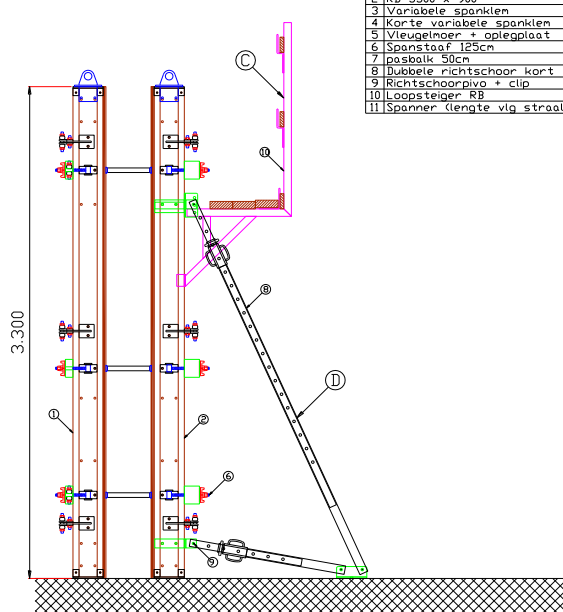 3 Variabele spanklem
4 Korte variabele spanklem
5 Vleugelmoer + oplegplaat
6 Spanstaaf 125cm
7 pasbalk 50cm
8 Dubbele richtschoor kort
9 Richtschoorpivo + clip
10 Loopsteiger RB
11 Spanner (lengte vlg straal
C
10
8
3.300
D
1
2
6
9